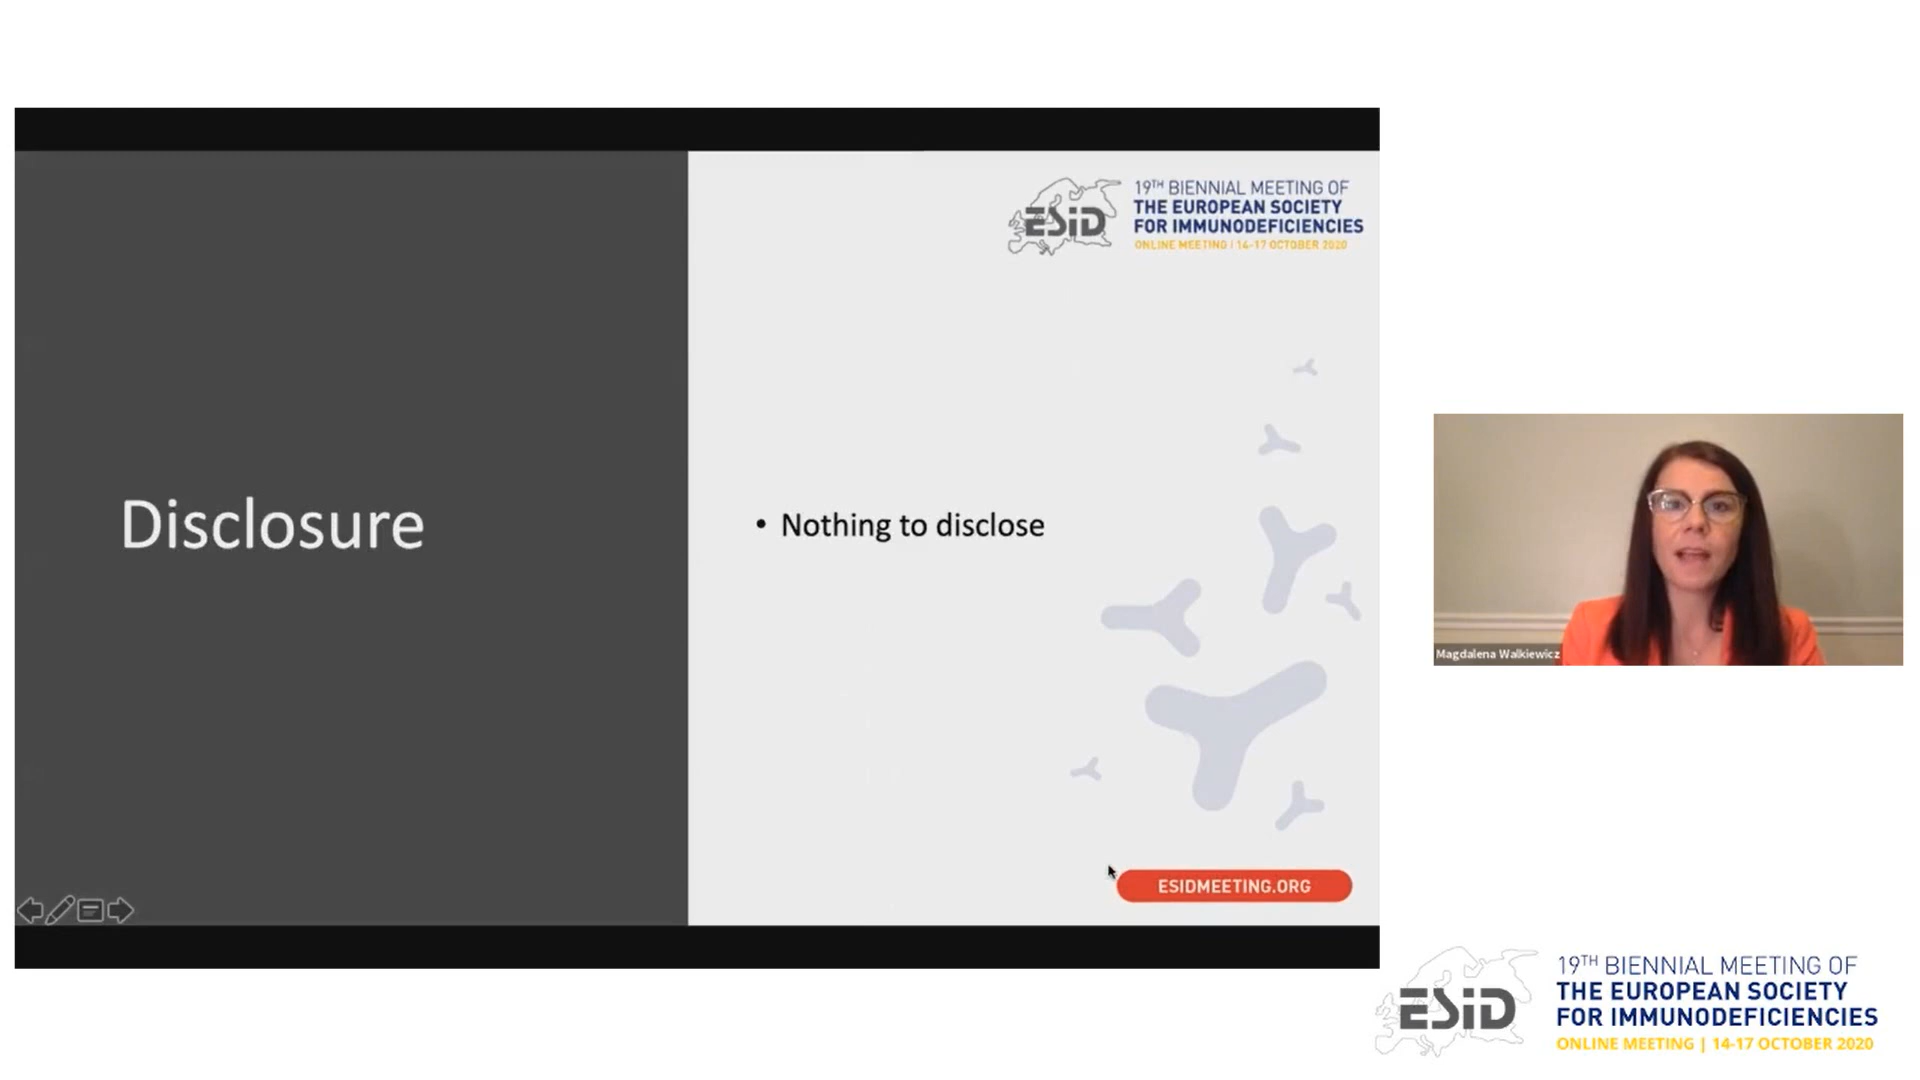 ESiD
19TH BIENNIAL MEETING OF
THE EUROPEAN SOCIETY
FOR IMMUNODEFICIENCIES
ONLINE MEETING | 14-17 OCTOBER 2020
Disclosure
• Nothing to disclose
Magdalena Walkiewicz
ESIDMEETING.ORG
ESiD
19TH BIENNIAL MEETING OF
THE EUROPEAN SOCIETY
FOR IMMUNODEFICIENCIES
ONLINE MEETING | 14-17 OCTOBER 2020